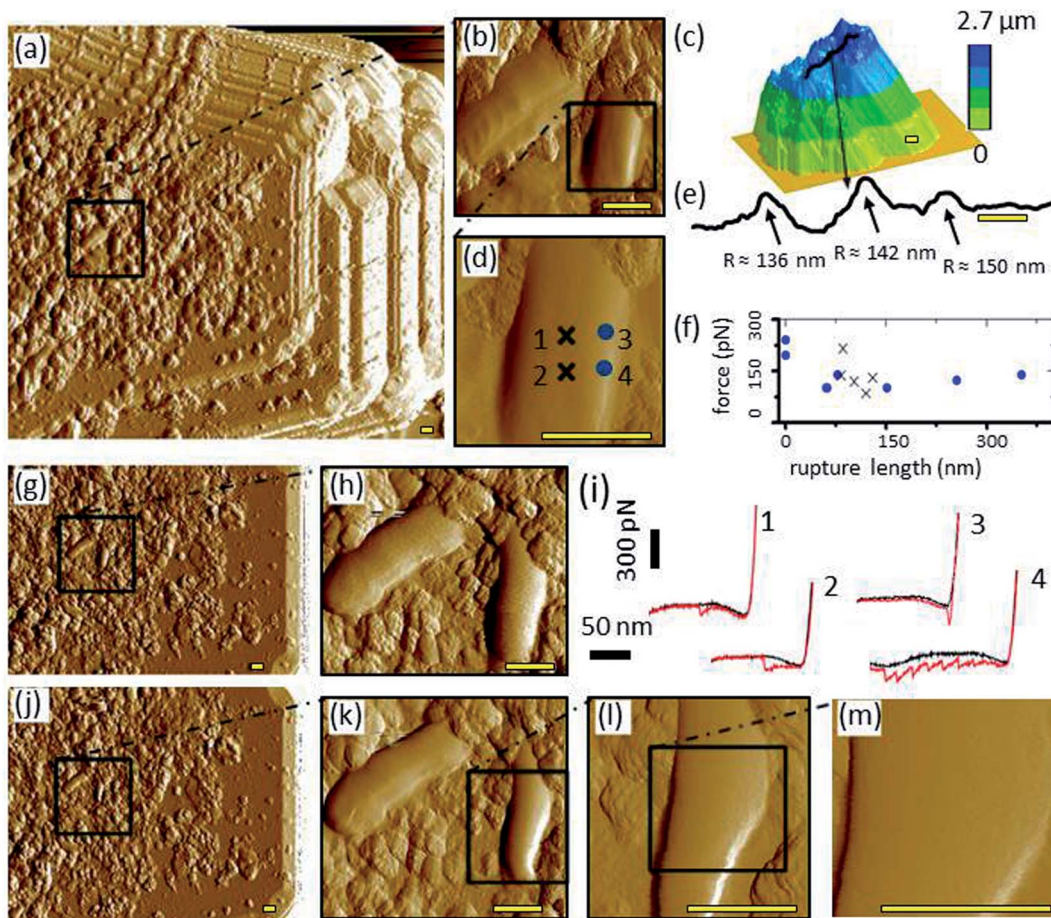 (a)
(b)
(c)
2.7 μm
0
(d)
1
2
3
4
(e)
R ≈ 136 nm
R ≈ 142 nm
R ≈ 150 nm
(f)
force (pN)
300
150
0
0
150
300
rupture length (nm)
(g)
(h)
(i)
300 pN
50 nm
1
2
3
4
(j)
(k)
(l)
(m)